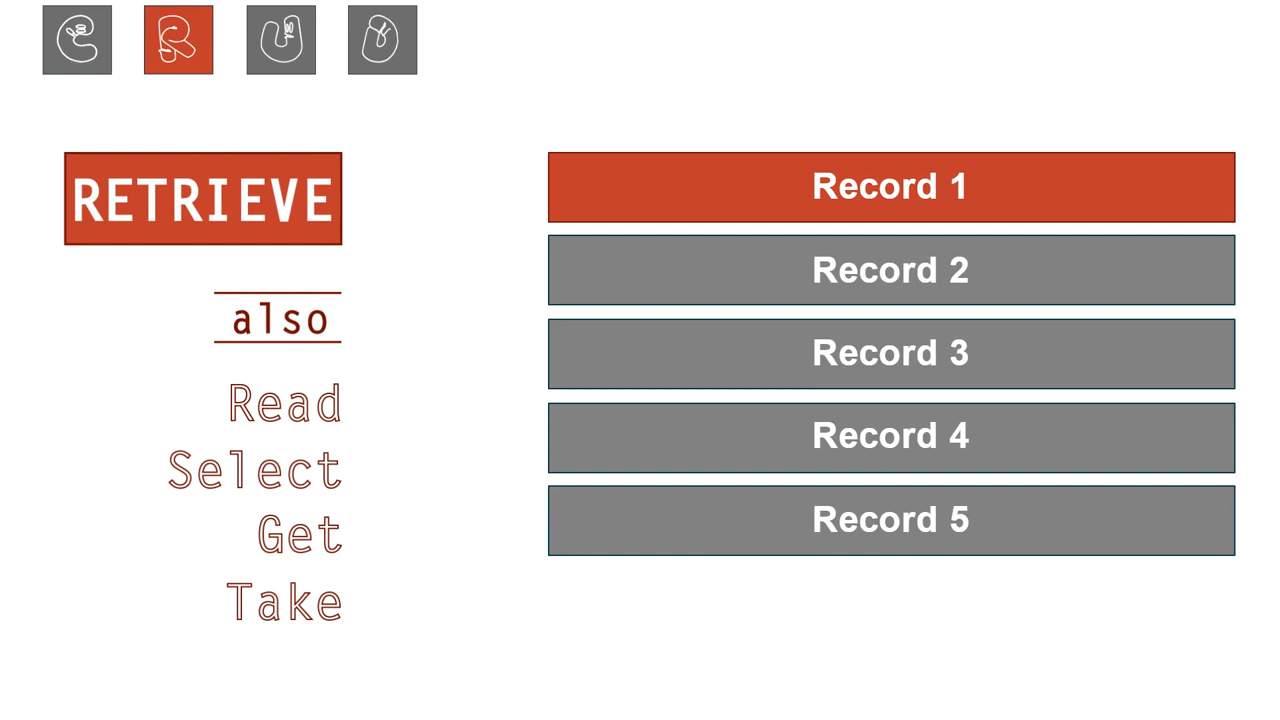 C R U D
RETRIEVE
also
Read
Select
Get
Take
Record 1
Record 2
Record 3
Record 4
Record 5